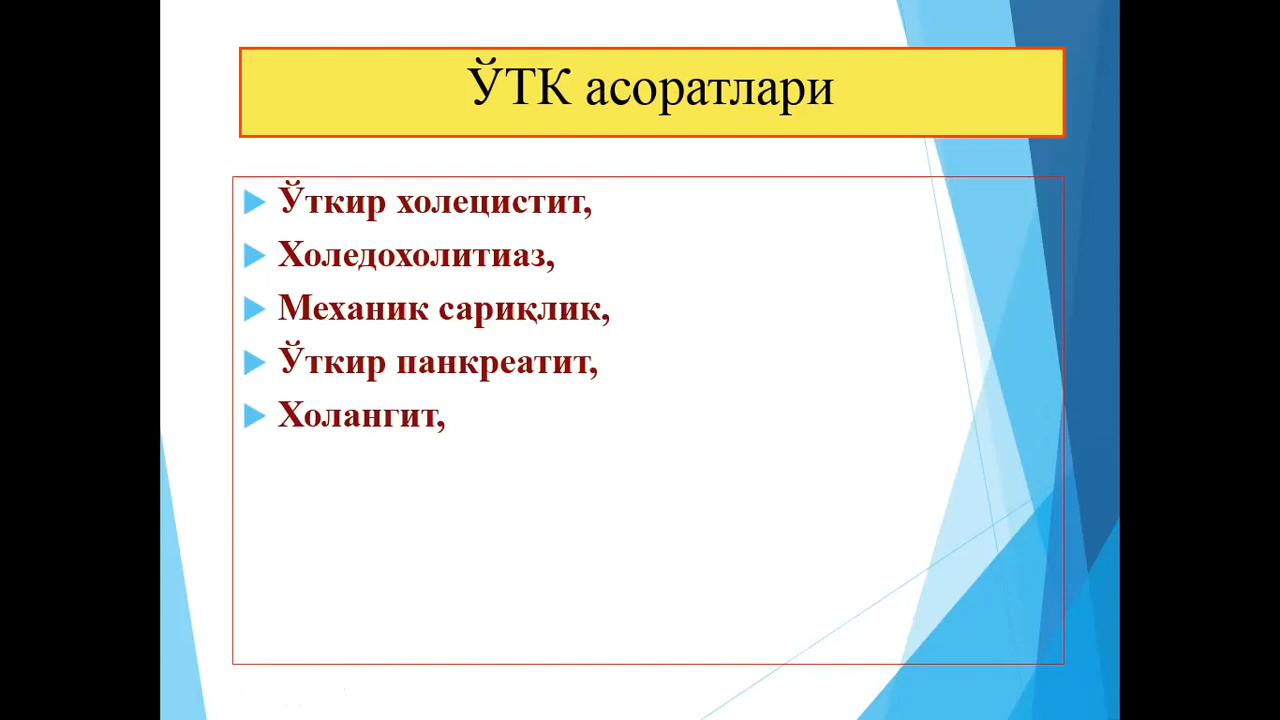 ЎТК асоратлари
Ўткир холецистит,
Холедохолитиаз,
Механик сариқлик,
Ўткир панкреатит,
Холангит,